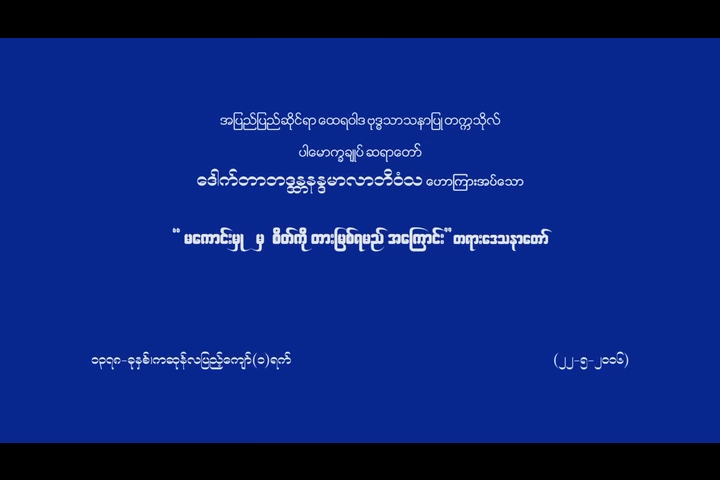 အပြည်ပြည်ဆိုင်ရာ ထေရဝါဒ ဗုဒ္ဓသာသနာပြု တက္ကသိုလ်
ပါမောက္ခချုပ် ဆရာတော်
ဒေါက်တာဘဒ္ဒန္တနန္ဒမာလာဘိဝံသ ဟောကြားအပ်သော
“ မကောင်းမှု မှ စိတ်ကို တားမြစ်ရမည် အကြောင်း” တရားဒေသနာတော်
၁၃၇၈-ခုနှစ်၊ကဆုန်လပြည့်ကျော်(၁)ရက် (၂၂-၅-၂၀၁၆)